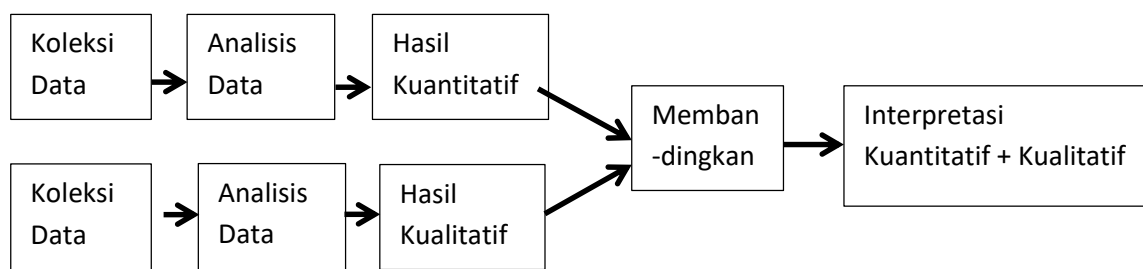 Koleksi
Data
Analisis
Data
Hasil
Kuantitatif
Memban
-dingkan
Interpretasi
Kuantitatif + Kualitatif
Koleksi
Data
Analisis
Data
Hasil
Kualitatif